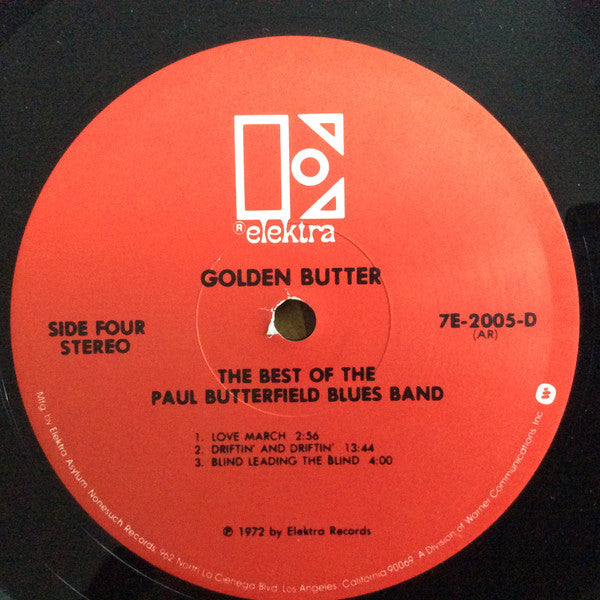 ® elektra
GOLDEN BUTTER
SIDE FOUR
STEREO
7E-2005-D
(AR)
THE BEST OF THE
PAUL BUTTERFIELD BLUES BAND
1. LOVE MARCH 2:56
2. DRIFTIN' AND DRIFTIN' 13:44
3. BLIND LEADING THE BLIND 4:00
℗ 1972 by Elektra Records
Mfg. by Elektra Asylum, Nonesuch Records, 962 North La Cienega Blvd. Los Angeles, California 90069. A Division of Warner Communications Inc.